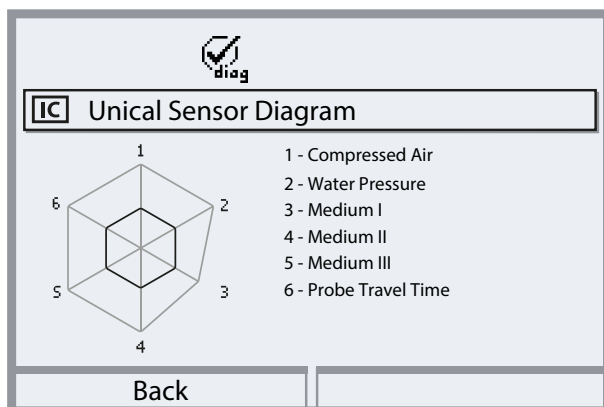 diag
IC Unical Sensor Diagram
1
2
3
4
5
6
1 - Compressed Air
2 - Water Pressure
3 - Medium I
4 - Medium II
5 - Medium III
6 - Probe Travel Time
Back